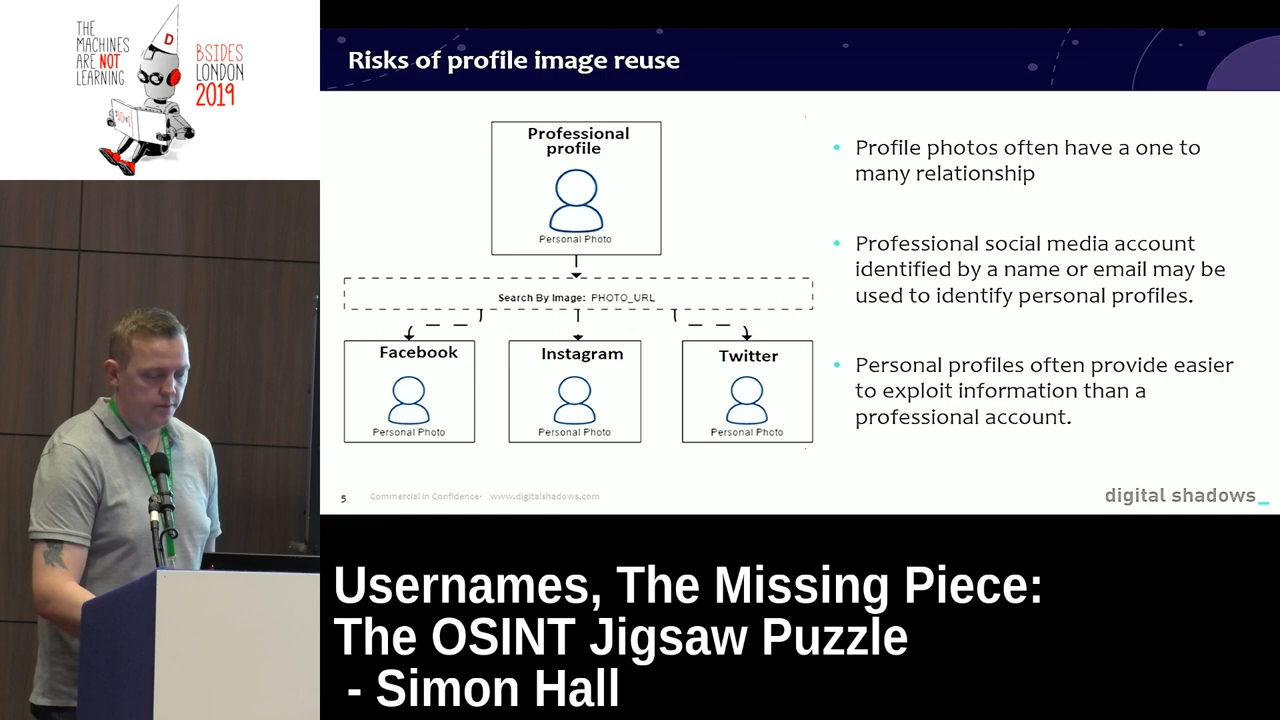 THE
MACHINES
ARE NOT
LEARNING
D
BSIDES
LONDON
2019
Risks of profile image reuse
Professional
profile
Personal Photo
Search By Image: PHOTO_URL
Facebook
Personal Photo
Instagram
Personal Photo
Twitter
Personal Photo
• Profile photos often have a one to
many relationship
• Professional social media account
identified by a name or email may be
used to identify personal profiles.
• Personal profiles often provide easier
to exploit information than a
professional account.
5
Commercial in Confidence· www.digitalshadows.com
digital shadows_
Usernames, The Missing Piece:
The OSINT Jigsaw Puzzle
- Simon Hall